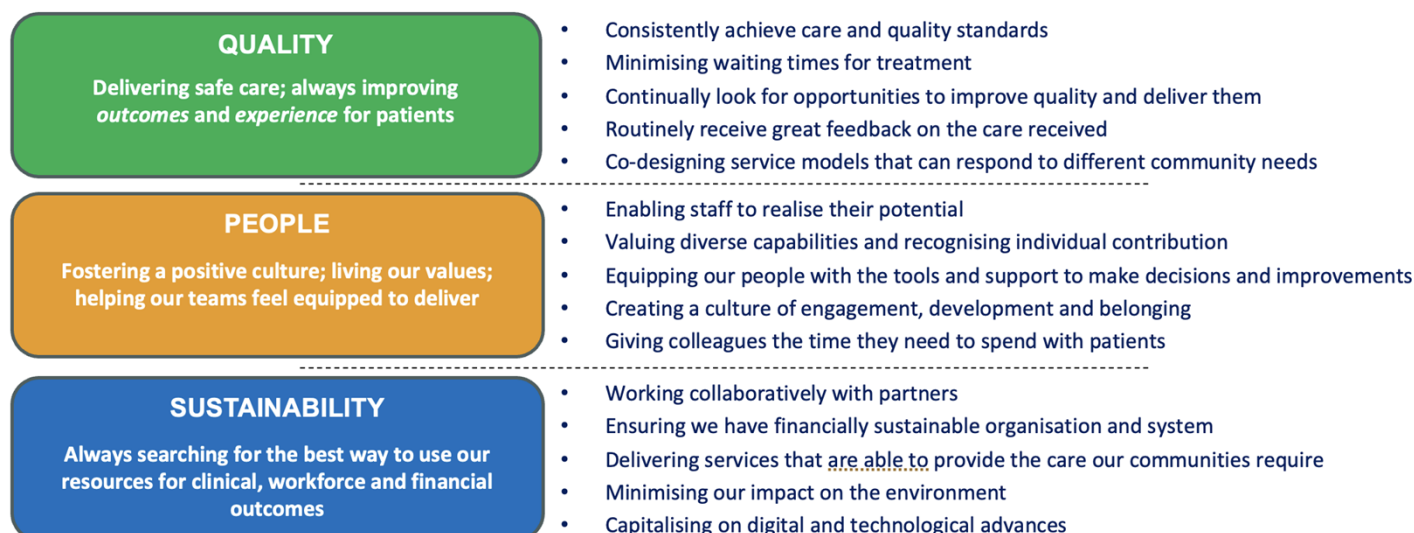 QUALITY
Delivering safe care; always improving
outcomes and experience for patients
• Consistently achieve care and quality standards
• Minimising waiting times for treatment
• Continually look for opportunities to improve quality and deliver them
• Routinely receive great feedback on the care received
• Co-designing service models that can respond to different community needs
PEOPLE
Fostering a positive culture; living our values;
helping our teams feel equipped to deliver
• Enabling staff to realise their potential
• Valuing diverse capabilities and recognising individual contribution
• Equipping our people with the tools and support to make decisions and improvements
• Creating a culture of engagement, development and belonging
• Giving colleagues the time they need to spend with patients
SUSTAINABILITY
Always searching for the best way to use our
resources for clinical, workforce and financial
outcomes
• Working collaboratively with partners
• Ensuring we have financially sustainable organisation and system
• Delivering services that are able to provide the care our communities require
• Minimising our impact on the environment
• Capitalising on digital and technological advances